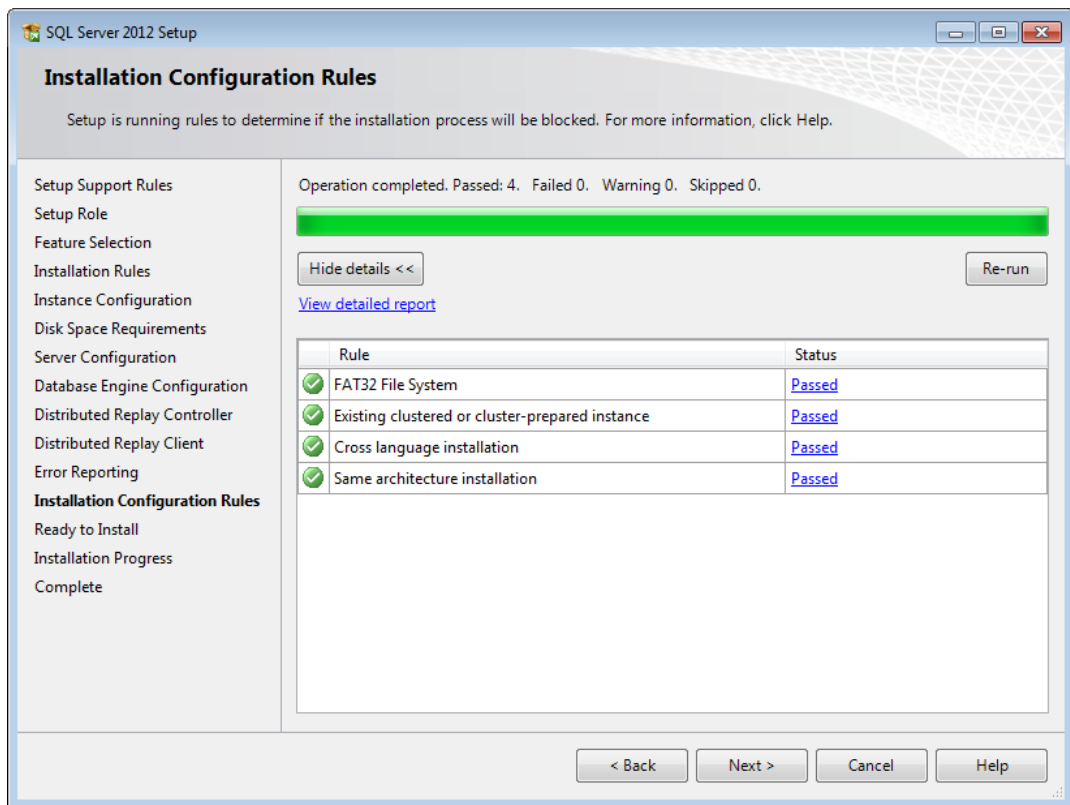 SQL Server 2012 Setup
Installation Configuration Rules
Setup is running rules to determine if the installation process will be blocked. For more information, click Help.
Setup Support Rules
Setup Role
Feature Selection
Installation Rules
Instance Configuration
Disk Space Requirements
Server Configuration
Database Engine Configuration
Distributed Replay Controller
Distributed Replay Client
Error Reporting
Installation Configuration Rules
Ready to Install
Installation Progress
Complete
Operation completed. Passed: 4. Failed 0. Warning 0. Skipped 0.
Hide details << Re-run
View detailed report
Rule Status
FAT32 File System Passed
Existing clustered or cluster-prepared instance Passed
Cross language installation Passed
Same architecture installation Passed
< Back Next > Cancel Help